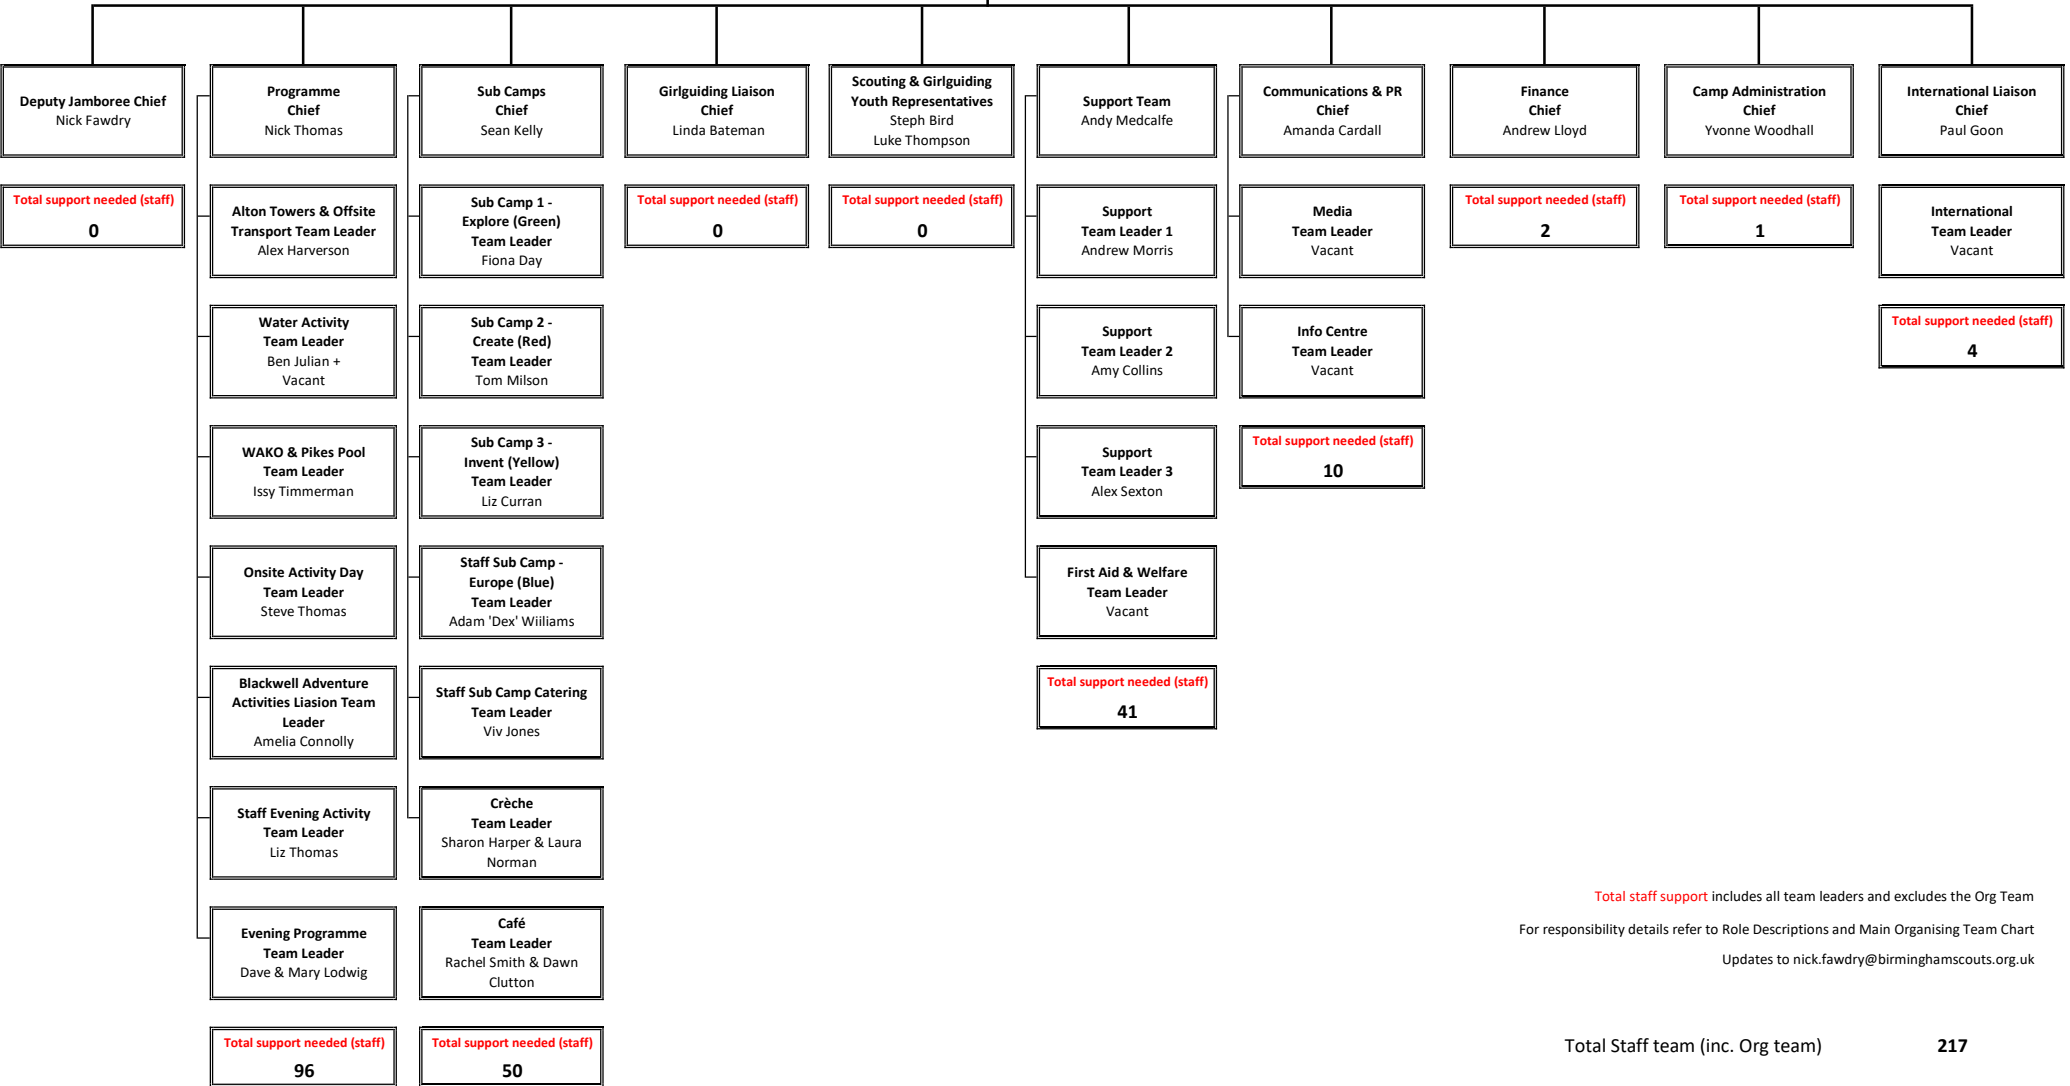 Deputy Jamboree Chief
Nick Fawdry
Total support needed (staff)
0
Programme
Chief
Nick Thomas
Alton Towers & Offsite
Transport Team Leader
Alex Harverson
Water Activity
Team Leader
Ben Julian +
Vacant
WAKO & Pikes Pool
Team Leader
Issy Timmerman
Onsite Activity Day
Team Leader
Steve Thomas
Blackwell Adventure
Activities Liasion Team
Leader
Amelia Connolly
Staff Evening Activity
Team Leader
Liz Thomas
Evening Programme
Team Leader
Dave & Mary Lodwig
Total support needed (staff)
96
Sub Camps
Chief
Sean Kelly
Sub Camp 1 -
Explore (Green)
Team Leader
Fiona Day
Sub Camp 2 -
Create (Red)
Team Leader
Tom Milson
Sub Camp 3 -
Invent (Yellow)
Team Leader
Liz Curran
Staff Sub Camp -
Europe (Blue)
Team Leader
Adam 'Dex' Wiiliams
Staff Sub Camp Catering
Team Leader
Viv Jones
Crèche
Team Leader
Sharon Harper & Laura
Norman
Café
Team Leader
Rachel Smith & Dawn
Clutton
Total support needed (staff)
50
Girlguiding Liaison
Chief
Linda Bateman
Total support needed (staff)
0
Scouting & Girlguiding
Youth Representatives
Steph Bird
Luke Thompson
Total support needed (staff)
0
Support Team
Andy Medcalfe
Support
Team Leader 1
Andrew Morris
Support
Team Leader 2
Amy Collins
Support
Team Leader 3
Alex Sexton
First Aid & Welfare
Team Leader
Vacant
Total support needed (staff)
41
Communications & PR
Chief
Amanda Cardall
Media
Team Leader
Vacant
Info Centre
Team Leader
Vacant
Total support needed (staff)
10
Finance
Chief
Andrew Lloyd
Total support needed (staff)
2
Camp Administration
Chief
Yvonne Woodhall
Total support needed (staff)
1
International Liaison
Chief
Paul Goon
International
Team Leader
Vacant
Total support needed (staff)
4
Total staff support includes all team leaders and excludes the Org Team
For responsibility details refer to Role Descriptions and Main Organising Team Chart
Updates to nick.fawdry@birminghamscouts.org.uk
Total Staff team (inc. Org team) 217